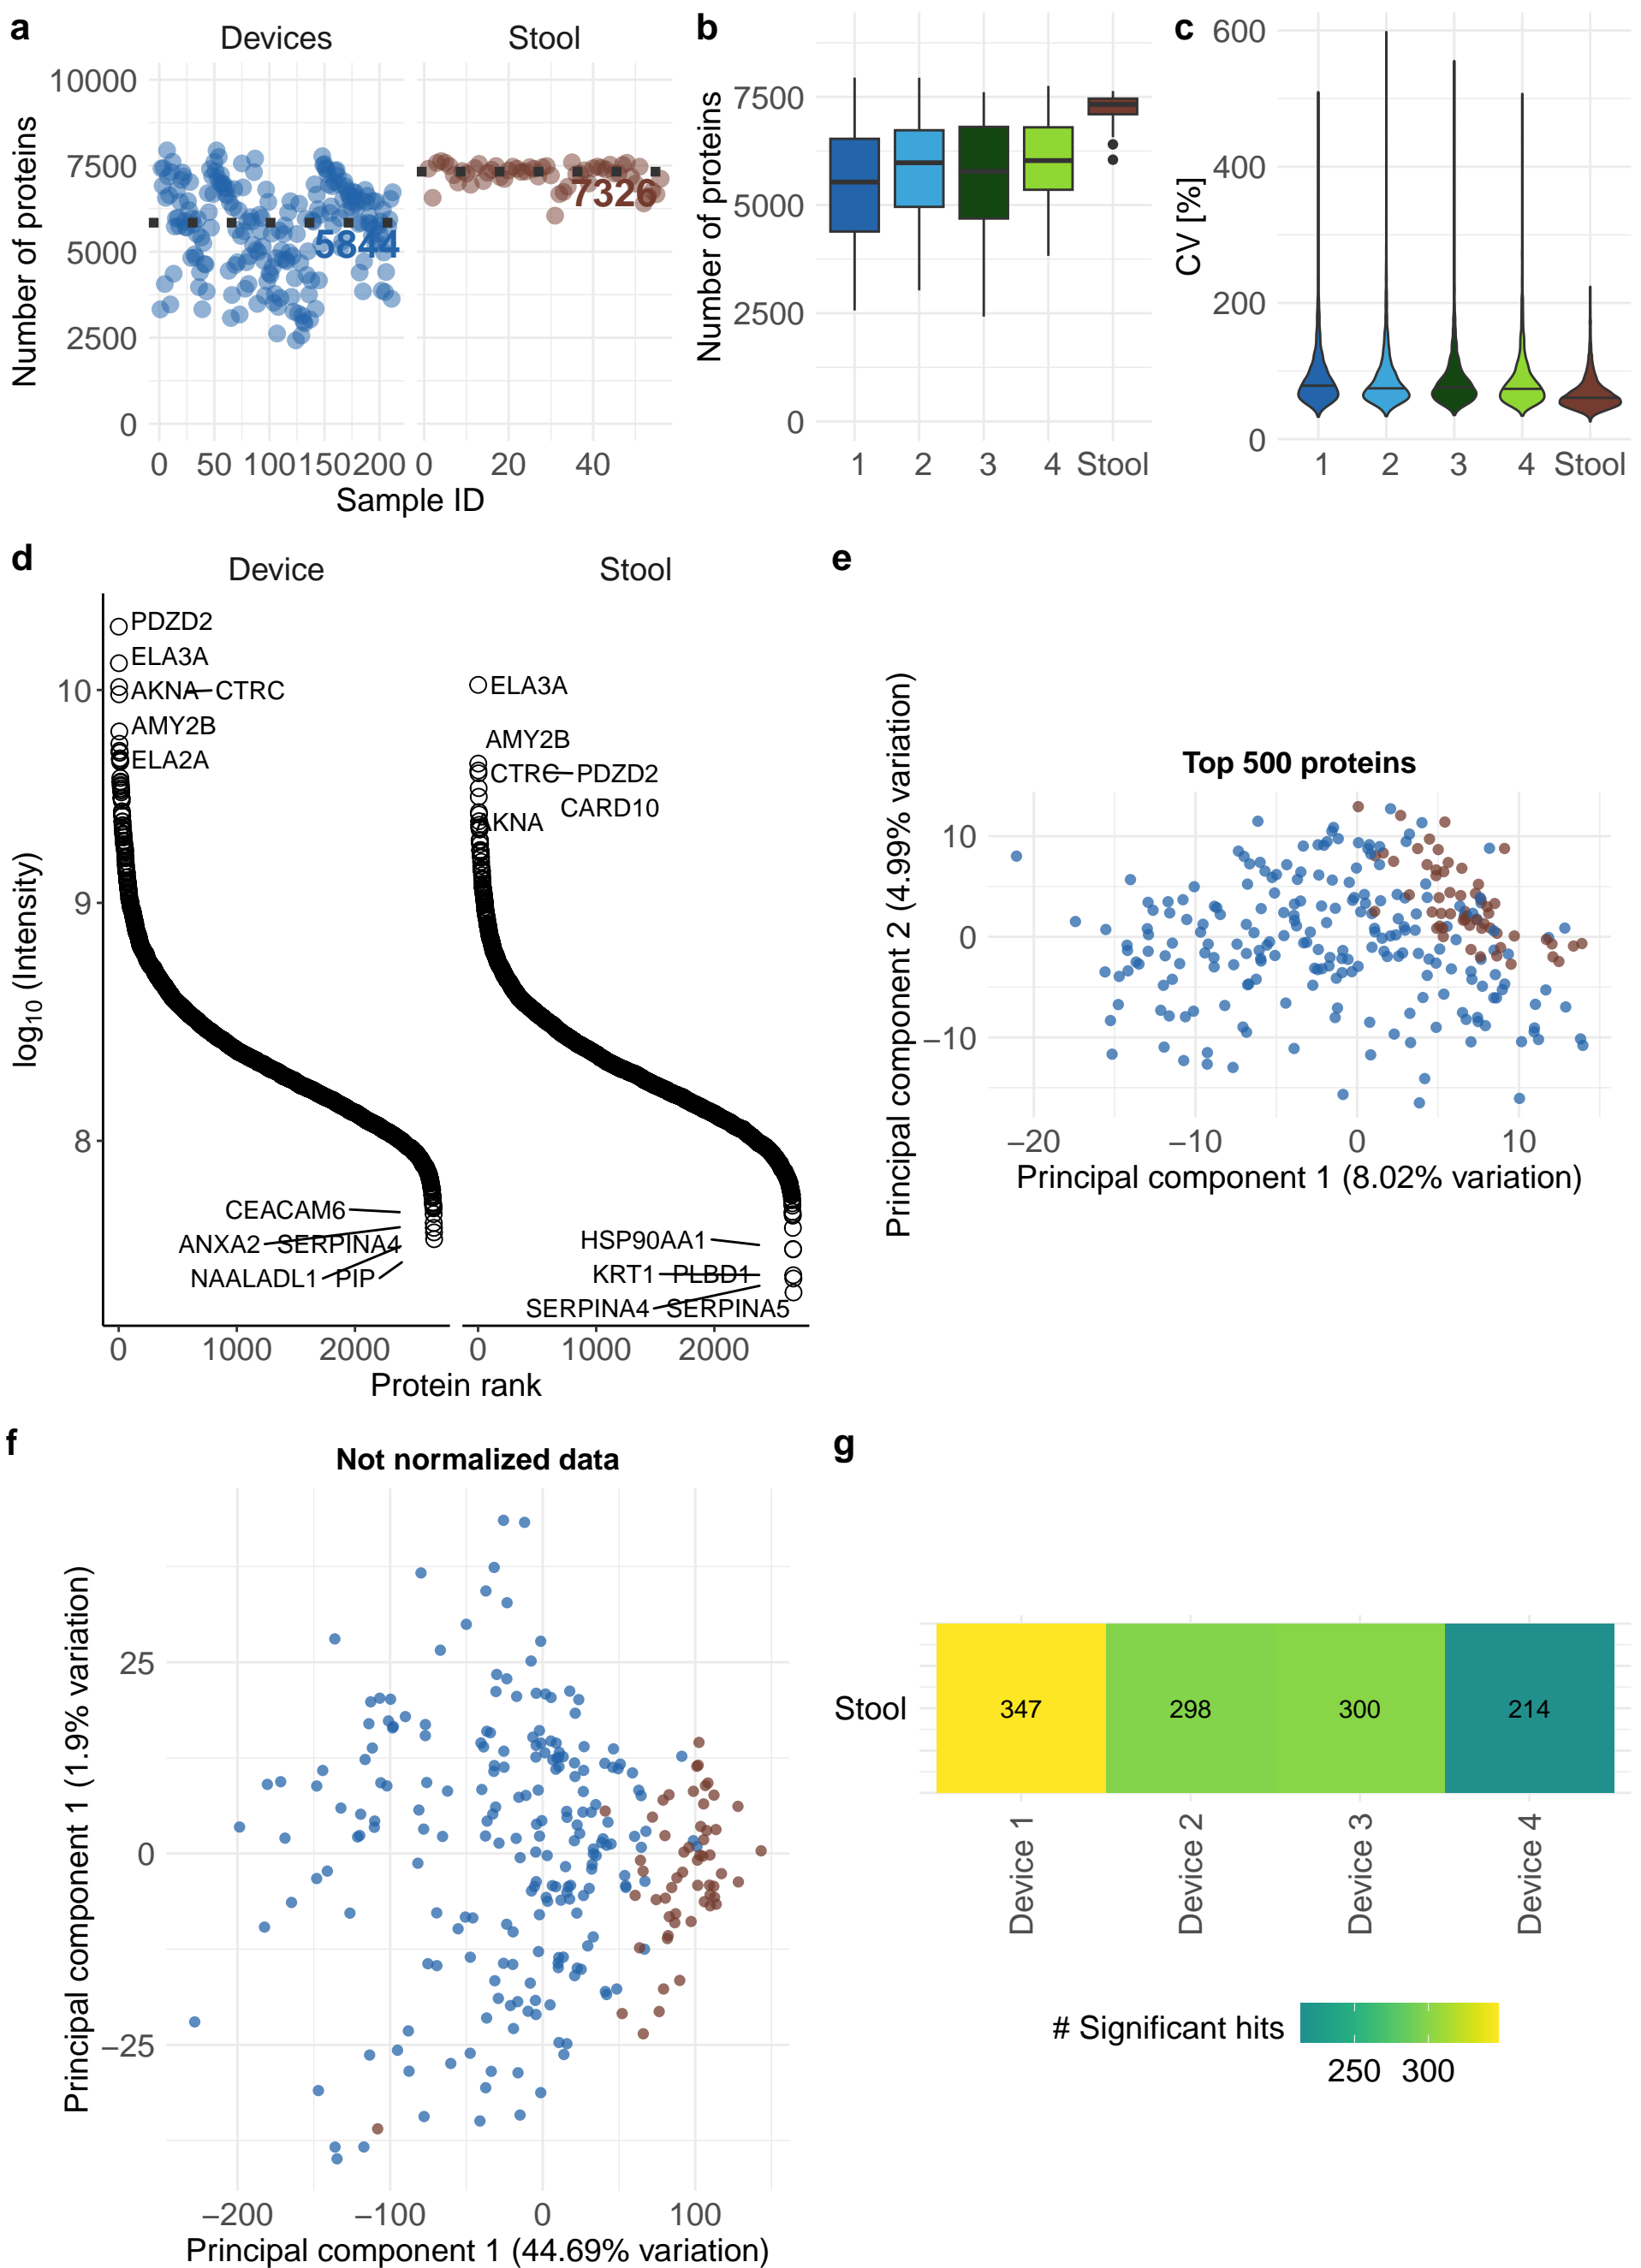 a
Devices
Stool
Number of proteins
10000
7500
5000
2500
0
5844
7326
0 50 100 150 200
0 20 40
Sample ID
b
Number of proteins
7500
5000
2500
0
1 2 3 4 Stool
c
CV [%]
600
400
200
0
1 2 3 4 Stool
d
Device
Stool
log10 (Intensity)
10
9
8
PDZD2
ELA3A
AKNA CTRC
AMY2B
ELA2A
CEACAM6
ANXA2 SERPINA4
NAALADL1 PIP
ELA3A
AMY2B
CTRC PDZD2
CARD10
AKNA
HSP90AA1
KRT1 PLBD1
SERPINA4 SERPINA5
0 1000 2000
0 1000 2000
Protein rank
e
Top 500 proteins
Principal component 2 (4.99% variation)
10
0
−10
−20 −10 0 10
Principal component 1 (8.02% variation)
f
Not normalized data
Principal component 1 (1.9% variation)
25
0
−25
−200 −100 0 100
Principal component 1 (44.69% variation)
g
Stool
347 298 300 214
Device 1
Device 2
Device 3
Device 4
# Significant hits
250 300